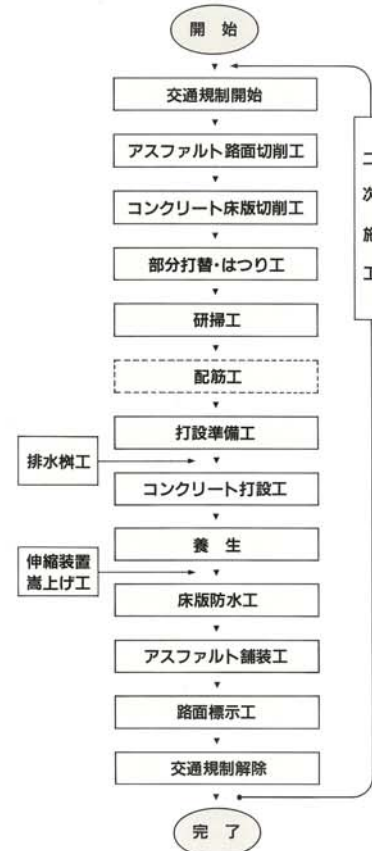 開 始
交通規制開始
アスファルト路面切削工
コンクリート床版切削工
部分打替・はつり工
研掃工
配筋工
打設準備工
排水桝工
コンクリート打設工
養 生
伸縮装置
嵩上げ工
床版防水工
アスファルト舗装工
路面標示工
交通規制解除
完 了
二次施工